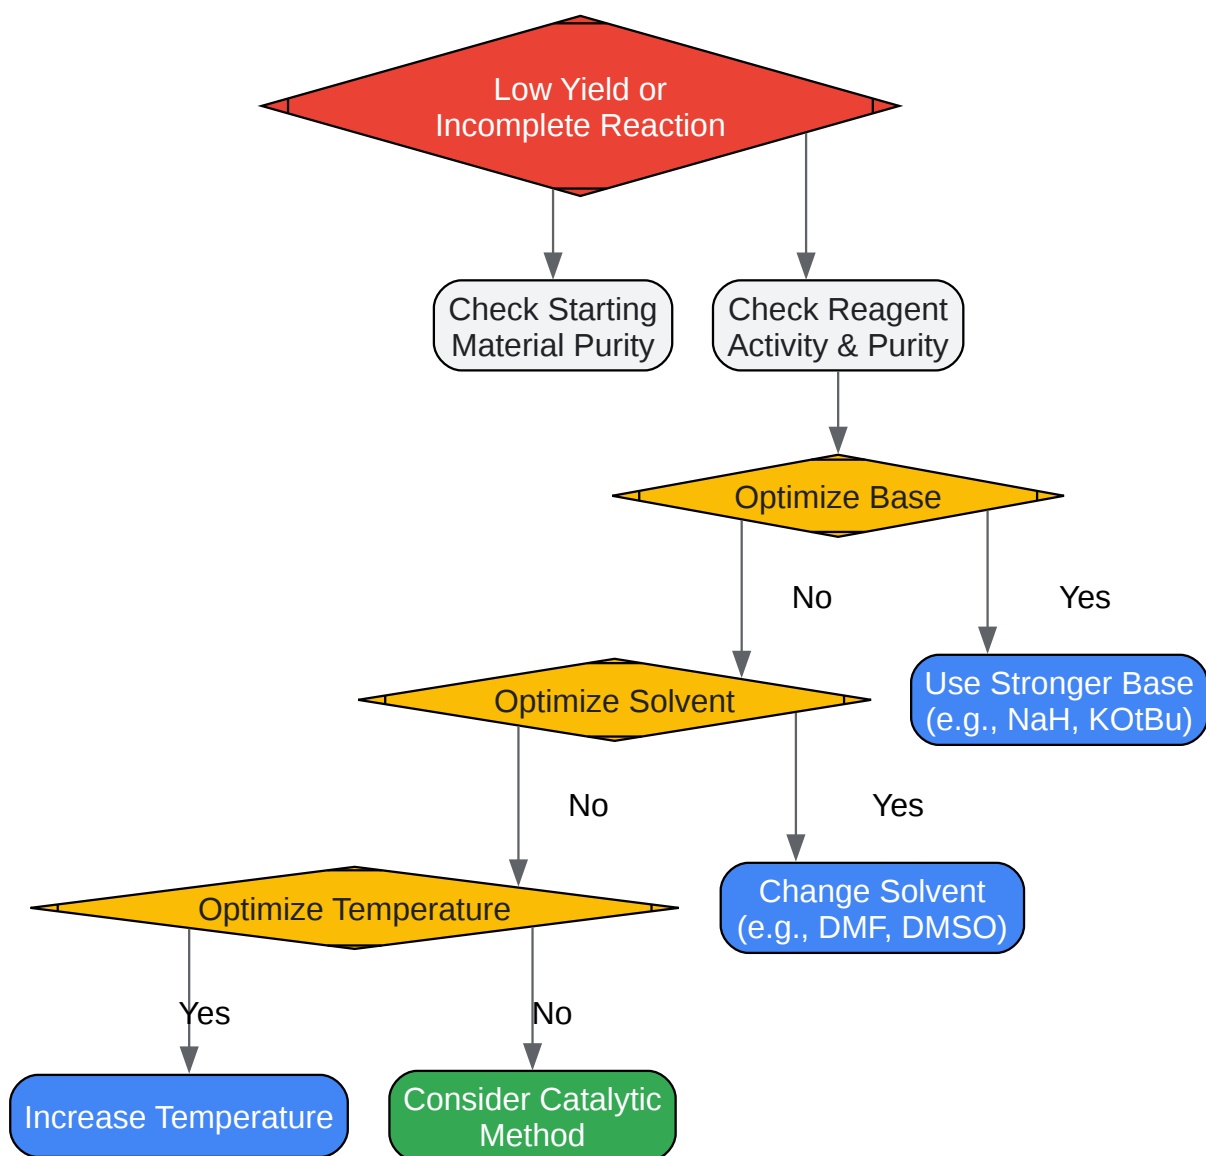 Low Yield or
Incomplete Reaction
Check Starting
Material Purity
Check Reagent
Activity & Purity
Optimize Base
No
Yes
Use Stronger Base
(e.g., NaH, KOtBu)
Optimize Solvent
No
Yes
Change Solvent
(e.g., DMF, DMSO)
Optimize Temperature
Yes
No
Increase Temperature
Consider Catalytic
Method